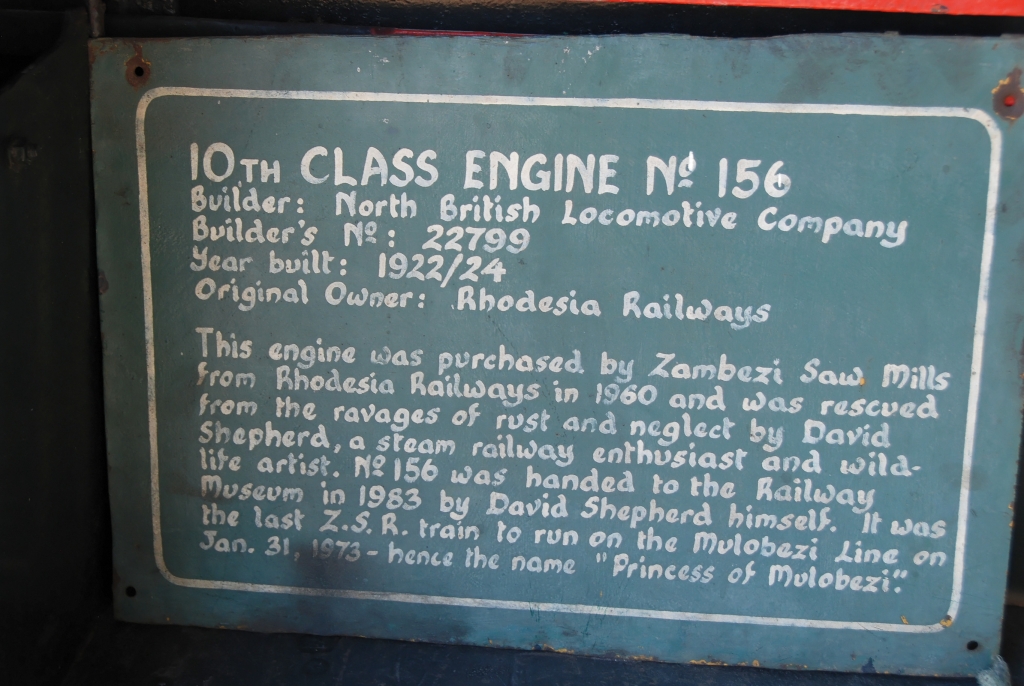 10TH CLASS ENGINE Nº 156
Builder: North British Locomotive Company
Builder's Nº: 22799
Year built: 1922/24
Original Owner: Rhodesia Railways
This engine was purchased by Zambezi Saw Mills
from Rhodesia Railways in 1960 and was rescued
from the ravages of rust and neglect by David
Shepherd, a steam railway enthusiast and wild-
life artist. Nº 156 was handed to the Railway
Museum in 1983 by David Shepherd himself. It was
the last Z.S.R. train to run on the Mulobezi Line on
Jan. 31, 1973 - hence the name "Princess of Mulobezi".